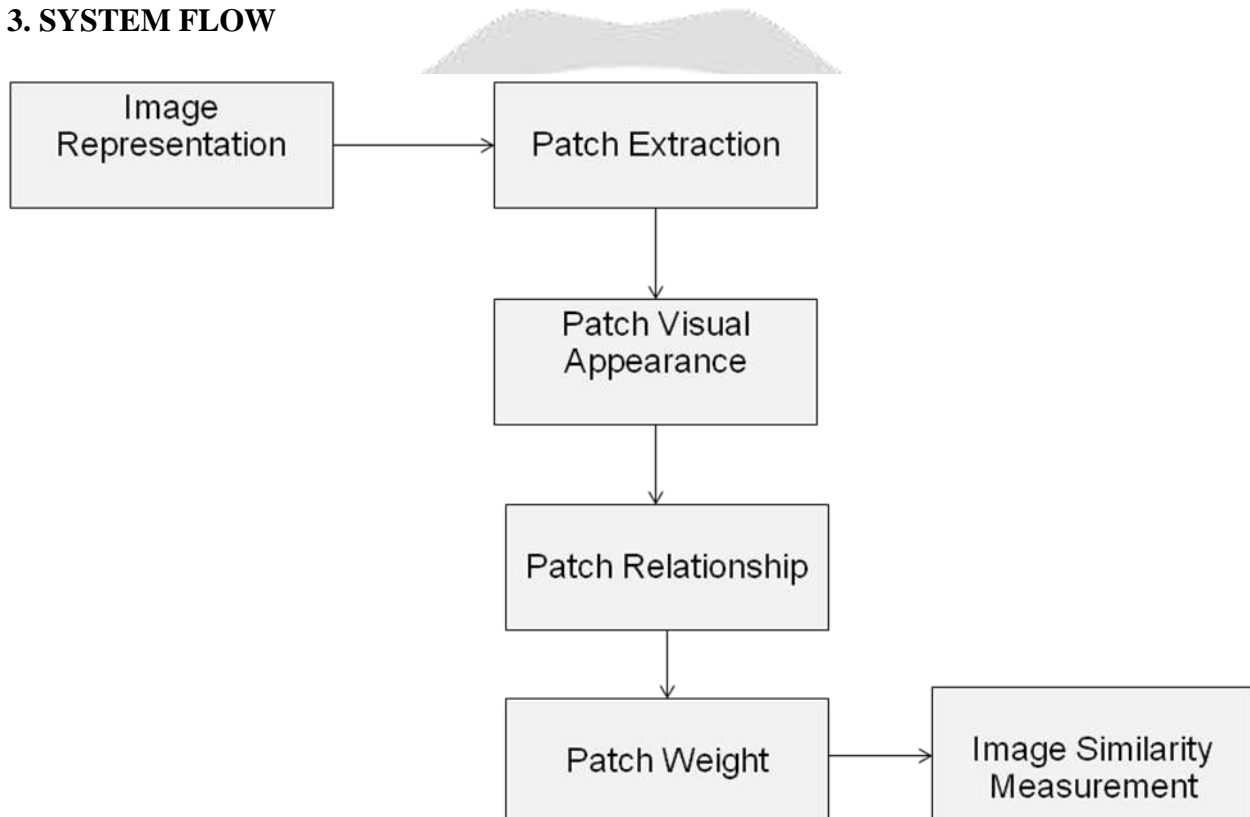 3. SYSTEM FLOW
Image
Representation
Patch Extraction
Patch Visual
Appearance
Patch Relationship
Patch Weight
Image Similarity
Measurement